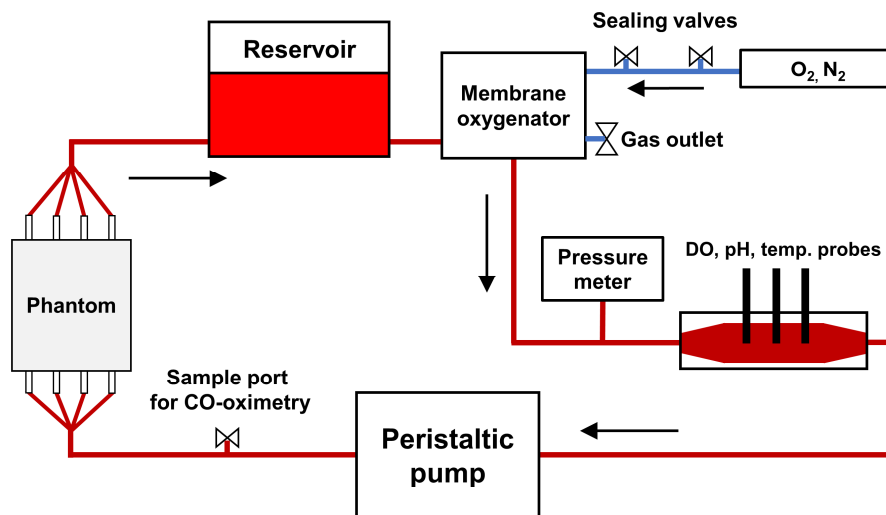 Sealing valves
Reservoir
O₂, N₂
Membrane
oxygenator
Gas outlet
Pressure
meter
DO, pH, temp. probes
Phantom
Sample port
for CO-oximetry
Peristaltic
pump